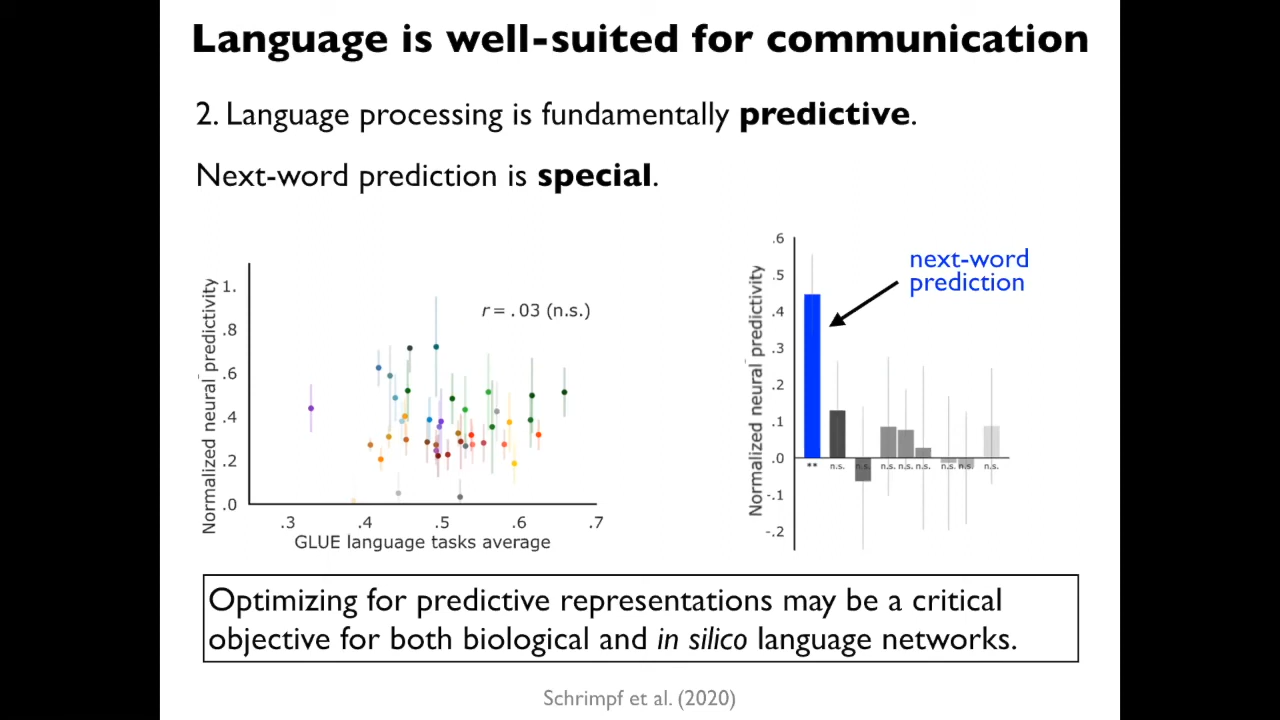 Language is well-suited for communication
2. Language processing is fundamentally predictive.
Next-word prediction is special.
Normalized neural predictivity
1.
.8
.6
.4
.2
.0
r = .03 (n.s.)
.3 .4 .5 .6 .7
GLUE language tasks average
Normalized neural predictivity
.6
.5
.4
.3
.2
.1
.0
-.1
-.2
next-word
prediction
** n.s. n.s. n.s. n.s. n.s. n.s. n.s. n.s.
Optimizing for predictive representations may be a critical
objective for both biological and in silico language networks.
Schrimpf et al. (2020)